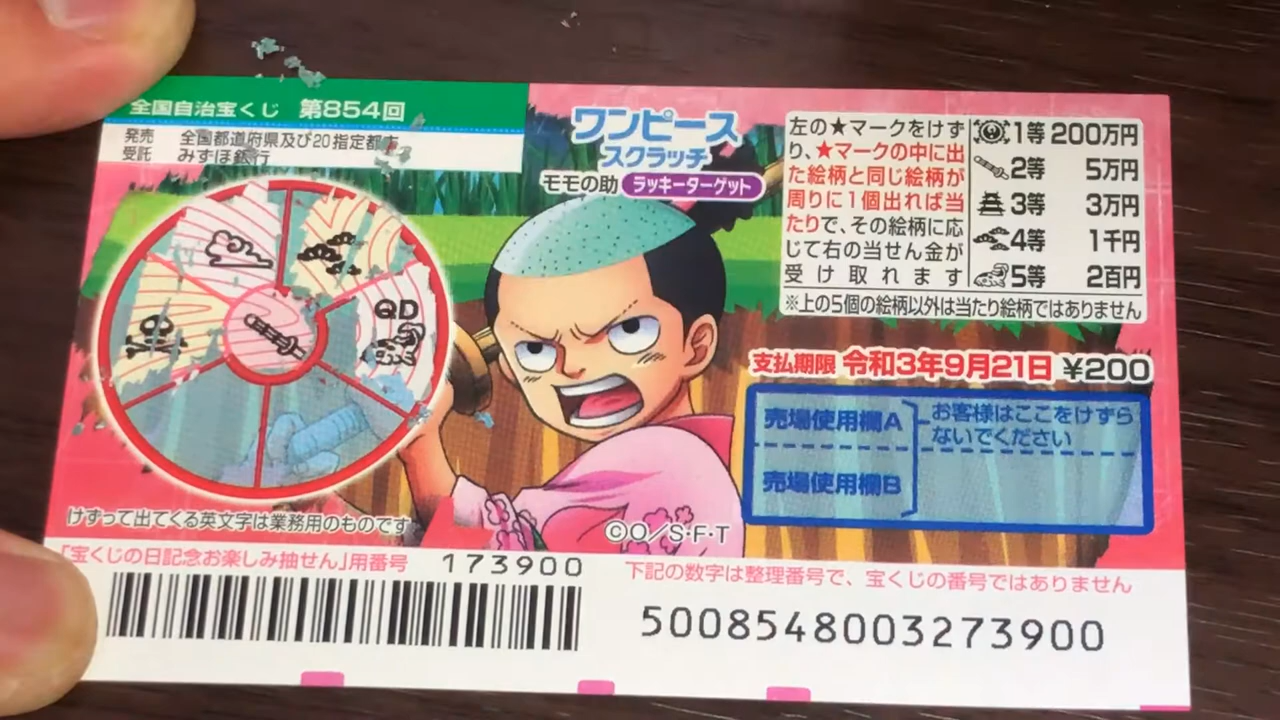 全国自治宝くじ 第854回
発売 全国都道府県及び20指定都市
受託 みずほ銀行
ワンピース
スクラッチ
モモの助 ラッキーターゲット
左の★マークをけず
り、★マークの中に出
た絵柄と同じ絵柄が
周りに1個出れば当
たりで、その絵柄に応
じて右の当せん金が
受け取れます
1等 200万円
2等 5万円
3等 3万円
4等 1千円
5等 2百円
※上の5個の絵柄以外は当たり絵柄ではありません
QD
支払期限 令和3年9月21日 ¥200
売場使用欄A
売場使用欄B
お客様はここをけずら
ないでください
けずって出てくる英文字は業務用のものです
©O/S・F・T
「宝くじの日記念お楽しみ抽せん」用番号 173900
下記の数字は整理番号で、宝くじの番号ではありません
5008548003273900